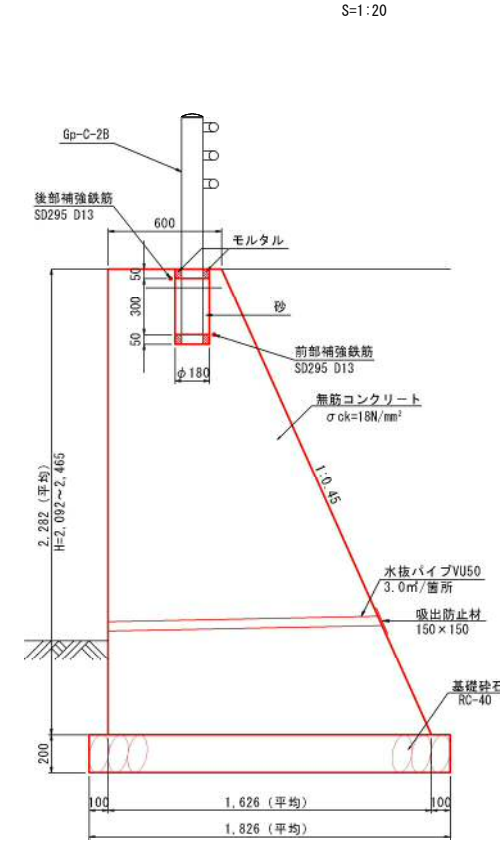 S=1:20
Gp-C-2B
後部補強鉄筋
SD295 D13
600
モルタル
50
300
50
砂
φ180
前部補強鉄筋
SD295 D13
無筋コンクリート
σck=18N/mm²
1:0.45
2,282 (平均)
H=2,092~2,465
水抜パイプVU50
3.0㎡/箇所
吸出防止材
150×150
基礎砕石
RC-40
200
100
1,626 (平均)
100
1,826 (平均)